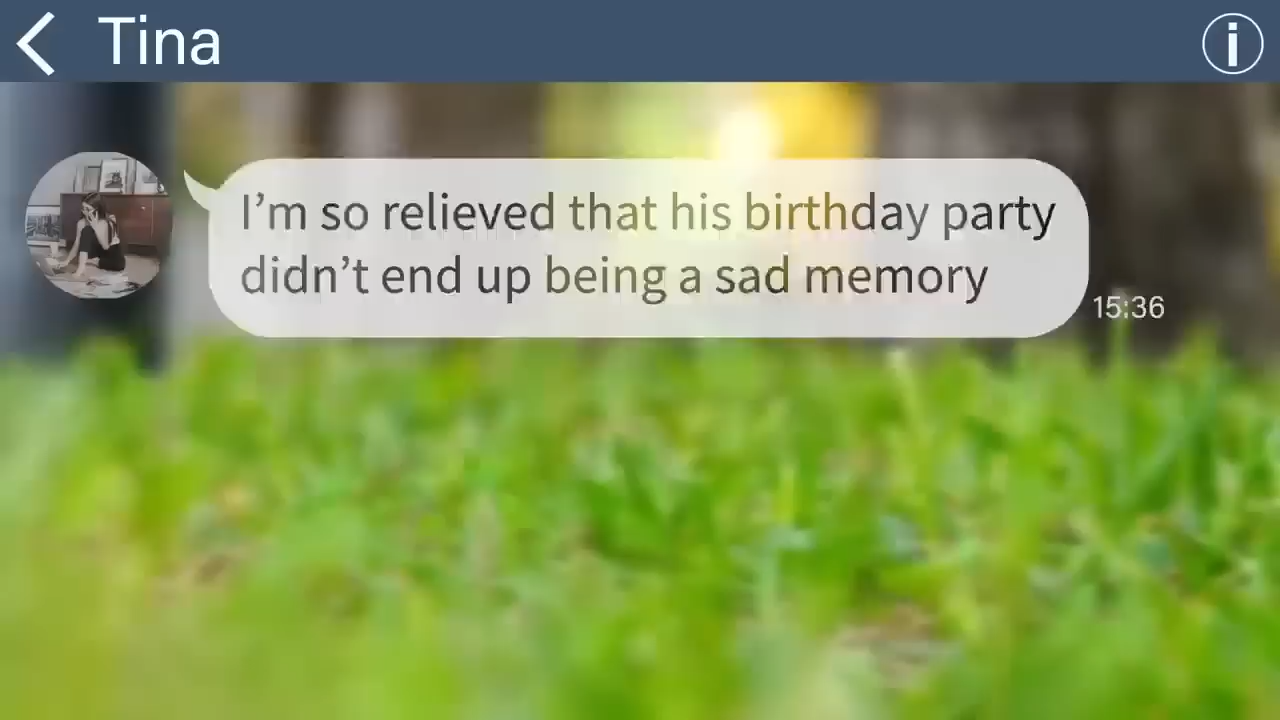 Tina
I’m so relieved that his birthday party
didn’t end up being a sad memory
15:36